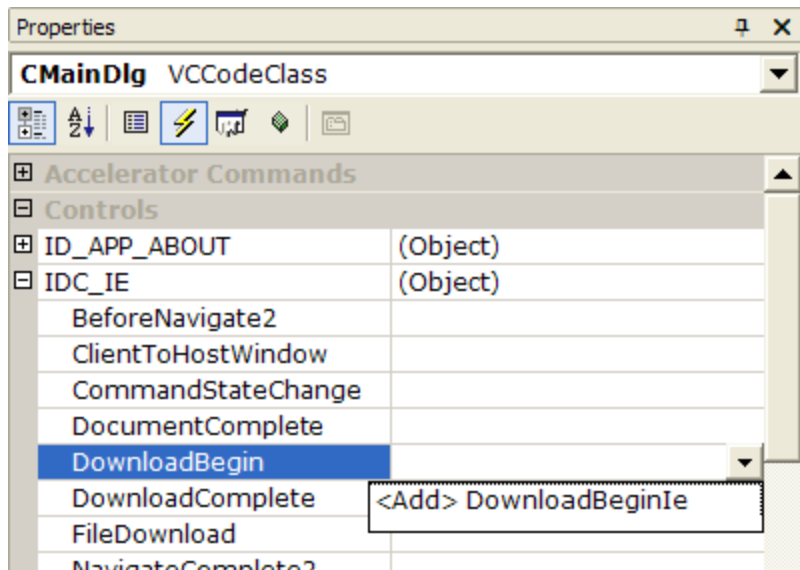 Properties
CMainDlg VCCodeClass
Accelerator Commands
Controls
ID_APP_ABOUT (Object)
IDC_IE (Object)
BeforeNavigate2
ClientToHostWindow
CommandStateChange
DocumentComplete
DownloadBegin
DownloadComplete <Add> DownloadBeginIe
FileDownload
NavigateComplete2